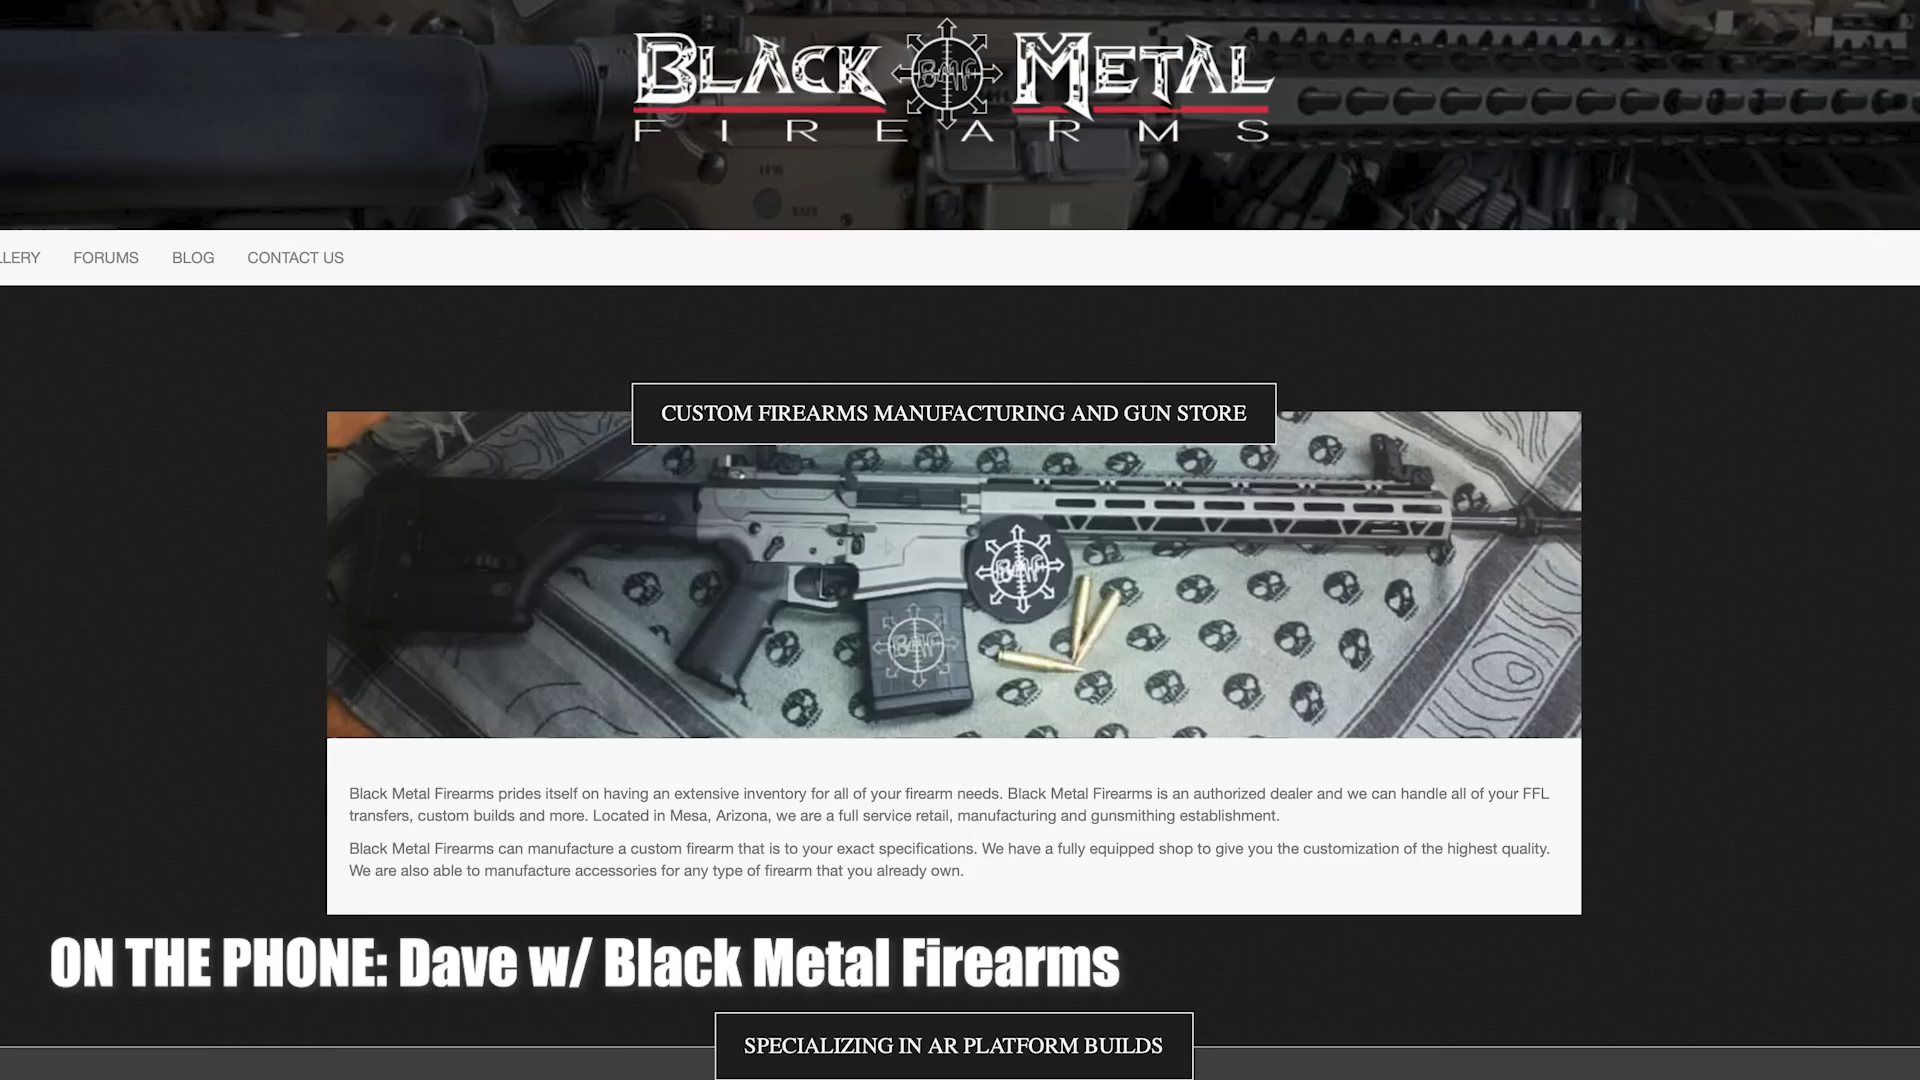 BLACK BMF METAL
FIREARMS
LLERY FORUMS BLOG CONTACT US
CUSTOM FIREARMS MANUFACTURING AND GUN STORE
BMF
BMF
Black Metal Firearms prides itself on having an extensive inventory for all of your firearm needs. Black Metal Firearms is an authorized dealer and we can handle all of your FFL
transfers, custom builds and more. Located in Mesa, Arizona, we are a full service retail, manufacturing and gunsmithing establishment.
Black Metal Firearms can manufacture a custom firearm that is to your exact specifications. We have a fully equipped shop to give you the customization of the highest quality.
We are also able to manufacture accessories for any type of firearm that you already own.
ON THE PHONE: Dave w/ Black Metal Firearms
SPECIALIZING IN AR PLATFORM BUILDS